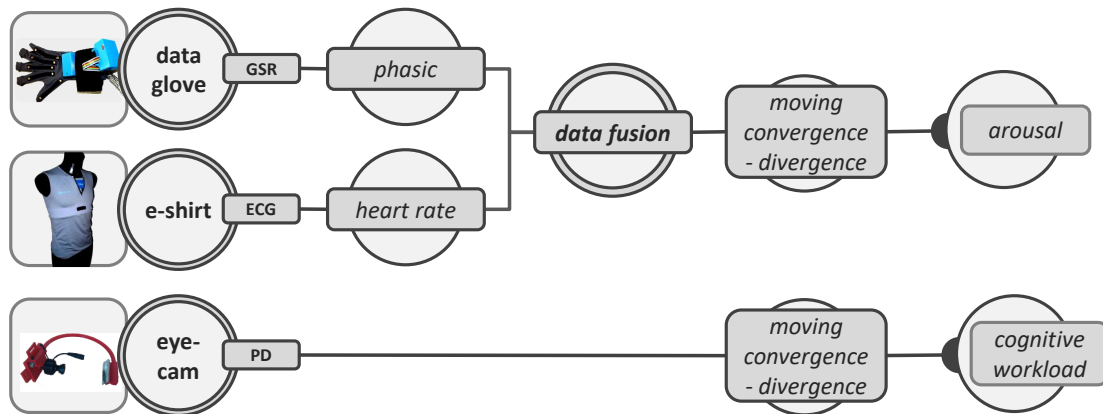 data
glove
GSR
phasic
data fusion
moving
convergence
- divergence
arousal
e-shirt
ECG
heart rate
eye-
cam
PD
moving
convergence
- divergence
cognitive
workload